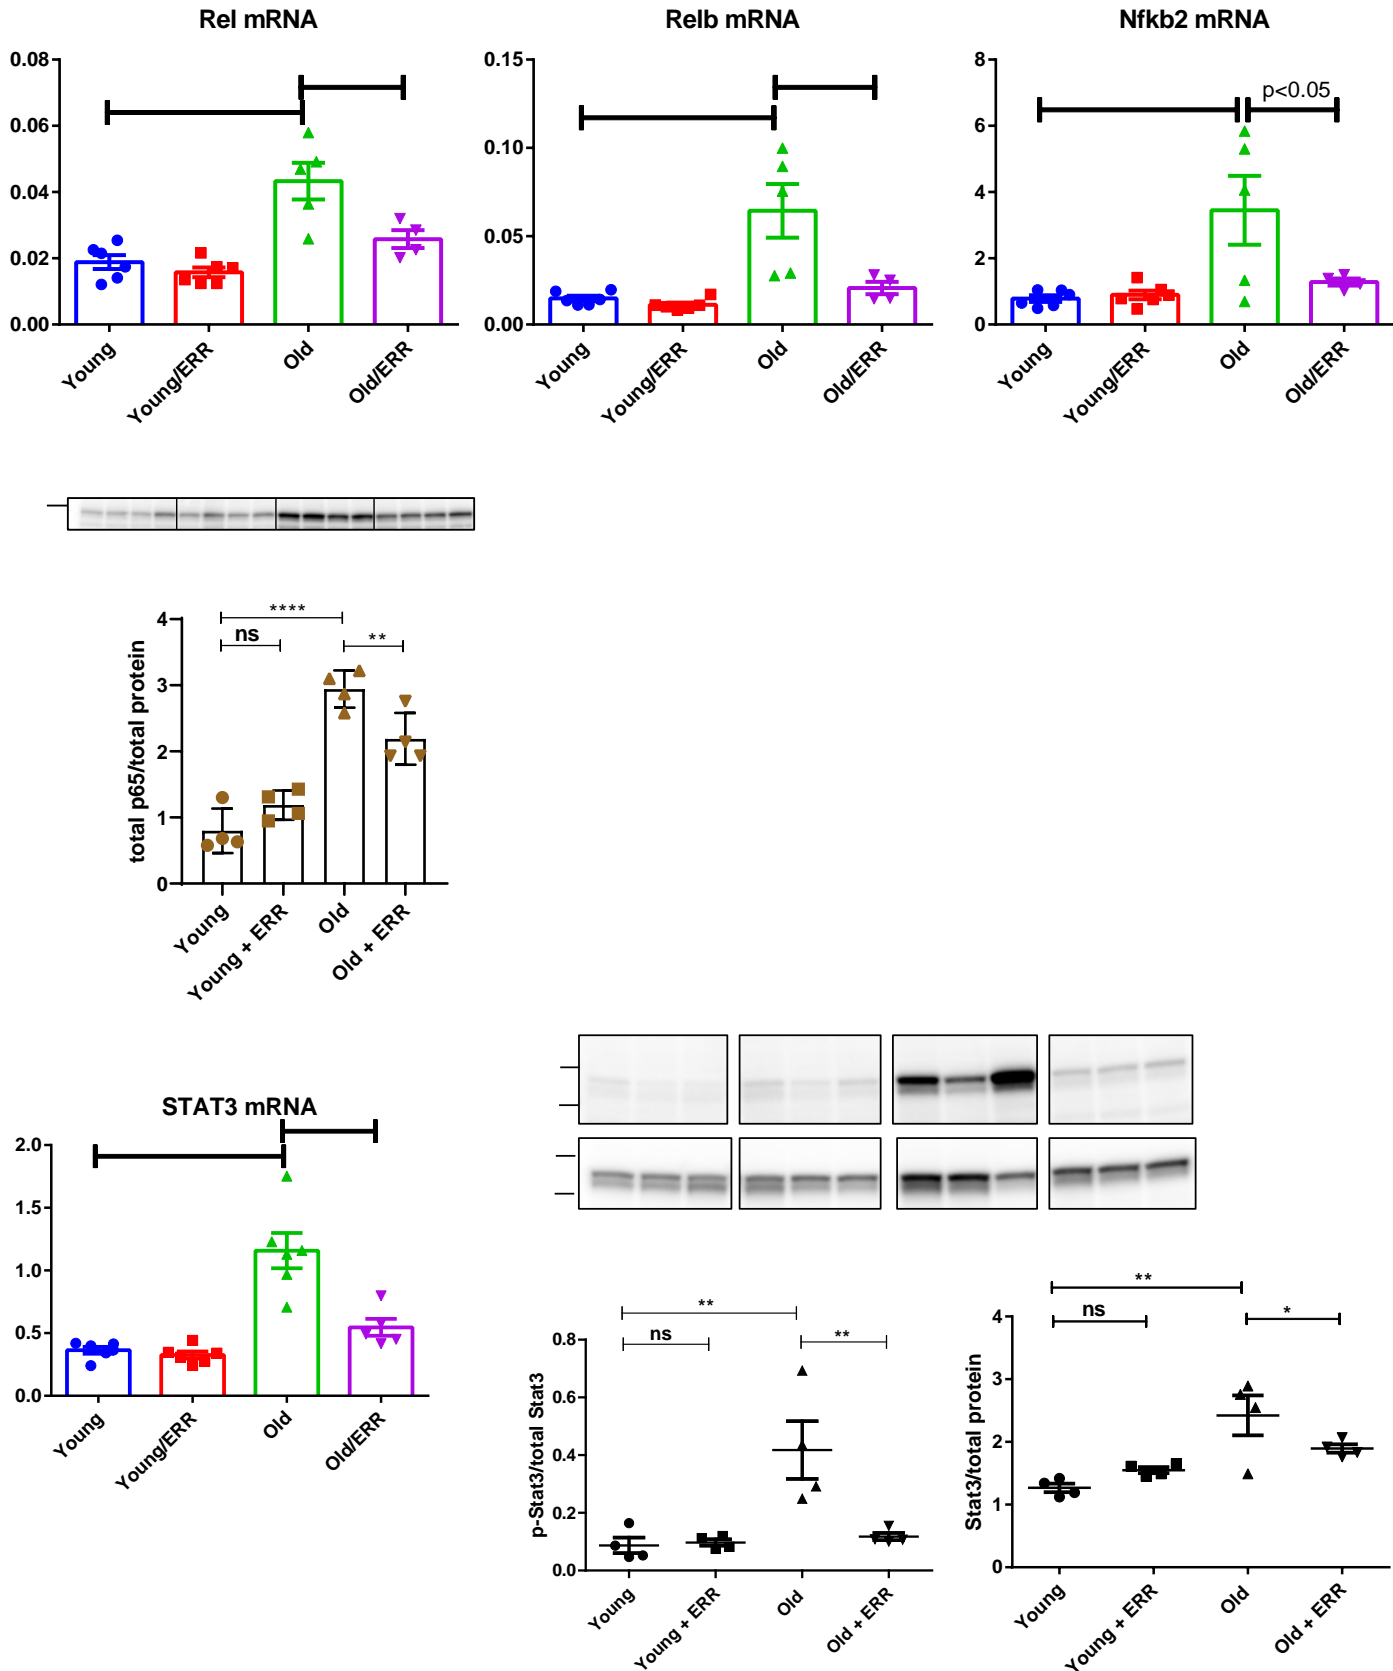 Rel mRNA
0.08
0.06
0.04
0.02
0.00
Young
Young/ERR
Old
Old/ERR
Relb mRNA
0.15
0.10
0.05
0.00
Young
Young/ERR
Old
Old/ERR
Nfkb2 mRNA
8
6
4
2
0
p<0.05
Young
Young/ERR
Old
Old/ERR
total p65/total protein
4
3
2
1
0
****
ns
**
Young
Young + ERR
Old
Old + ERR
STAT3 mRNA
2.0
1.5
1.0
0.5
0.0
Young
Young/ERR
Old
Old/ERR
p-Stat3/total Stat3
0.8
0.6
0.4
0.2
0.0
**
ns
**
Young
Young + ERR
Old
Old + ERR
Stat3/total protein
4
3
2
1
0
**
ns
*
Young
Young + ERR
Old
Old + ERR